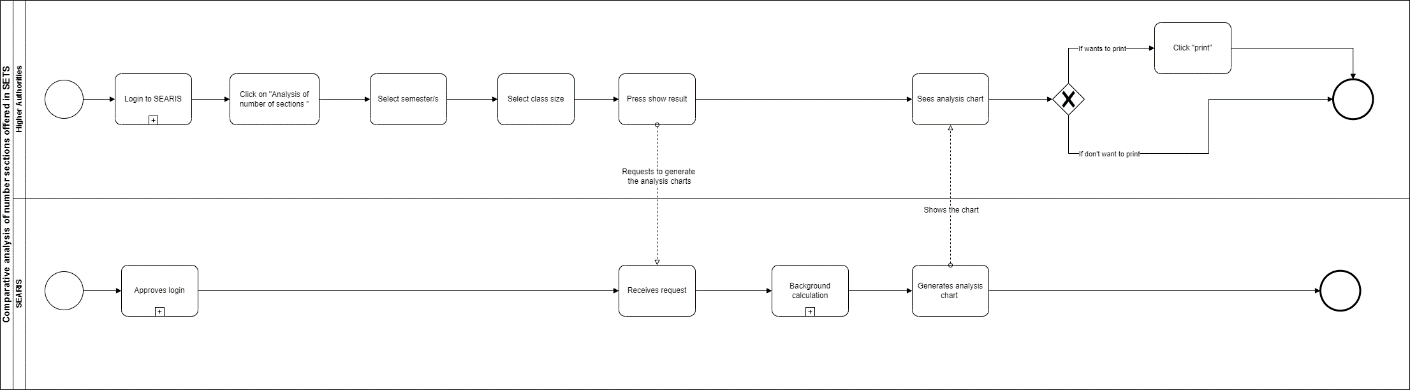 Comparative analysis of number sections offered in SETS
Higher Authorities
Login to SEARIS
Click on "Analysis of
number of sections "
Select semester/s
Select class size
Press show result
Sees analysis chart
If wants to print
Click "print"
If don't want to print
Requests to generate
the analysis charts
Shows the chart
SEARIS
Approves login
Receives request
Background
calculation
Generates analysis
chart